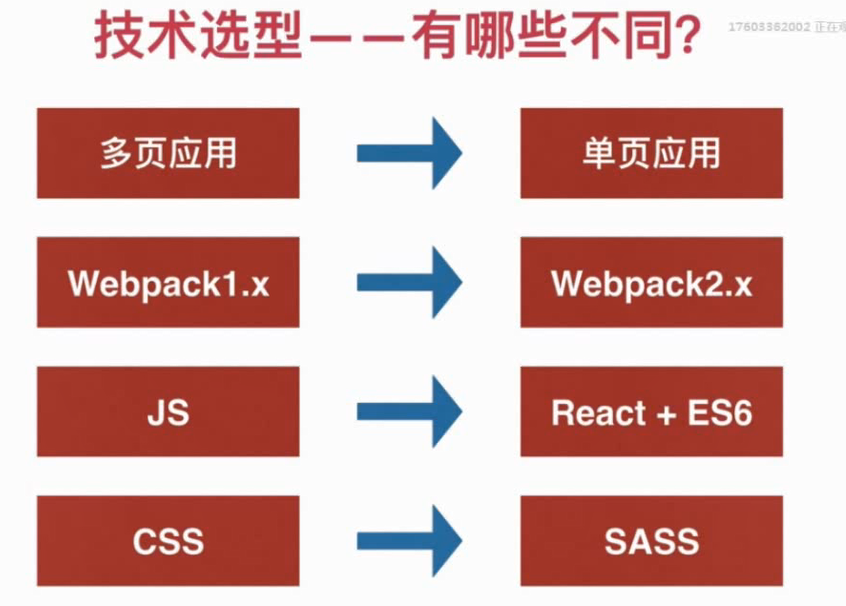 技术选型——有哪些不同?
17603362002 正在观
多页应用
单页应用
Webpack1.x
Webpack2.x
JS
React + ES6
CSS
SASS